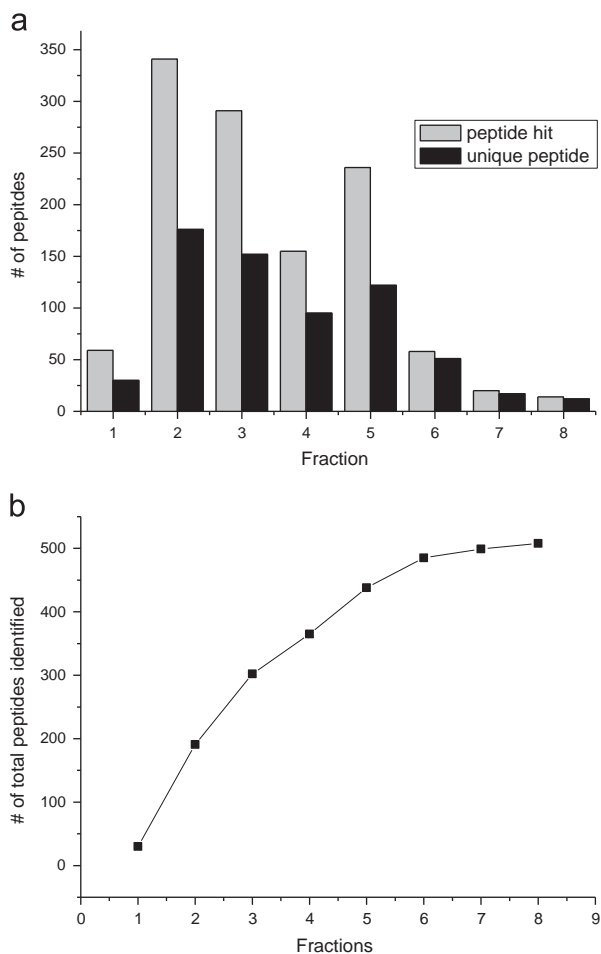 a
350
300
250
200
150
100
50
0
# of pepitdes
peptide hit
unique peptide
1 2 3 4 5 6 7 8
Fraction
b
500
400
300
200
100
0
# of total peptides identified
0 1 2 3 4 5 6 7 8 9
Fractions